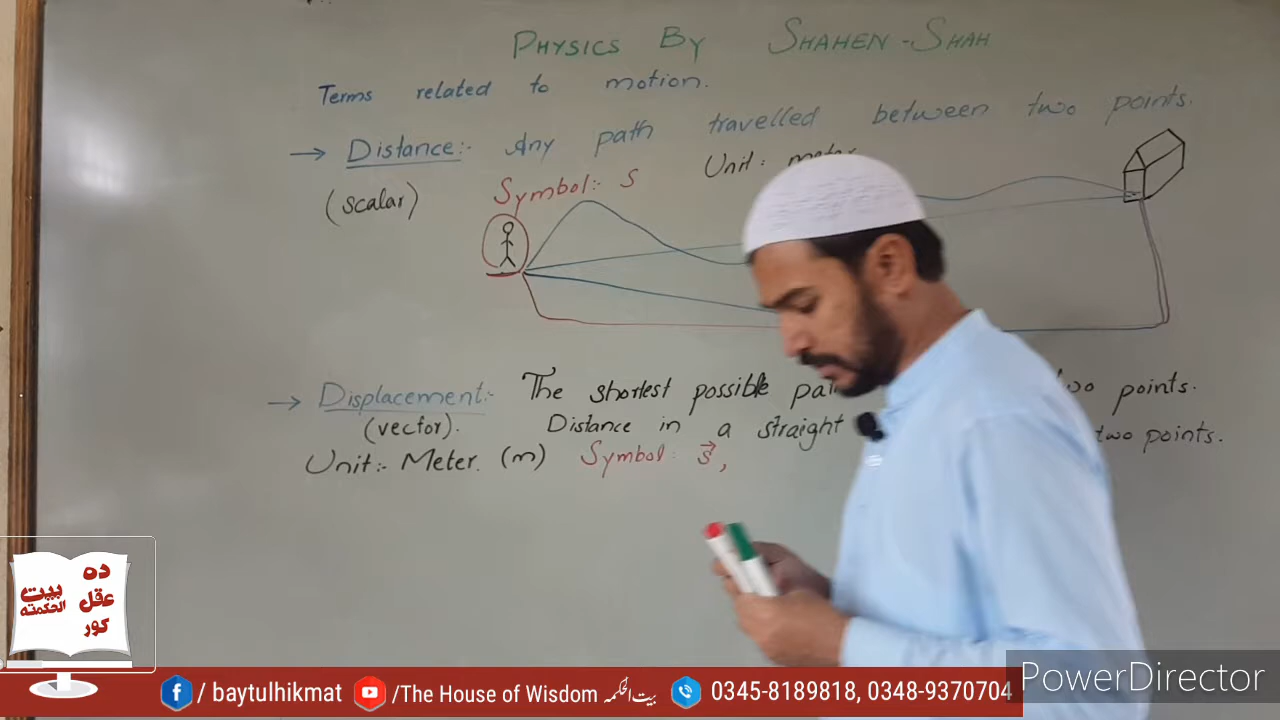 PHYSICS BY SHAHEN-SHAH
Terms related to motion.
→ Distance:- Any path travelled between two points.
(scalar) Symbol:- S Unit: meter
→ Displacement:- The shortest possible two points.
(vector). Distance in a straight two points.
Unit:- Meter. (m) Symbol: s⃗,
ده
عقل
کور
بیت
الحکمته
/ baytulhikmat /The House of Wisdom بیت الحکمہ 0345-8189818, 0348-9370704
PowerDirector